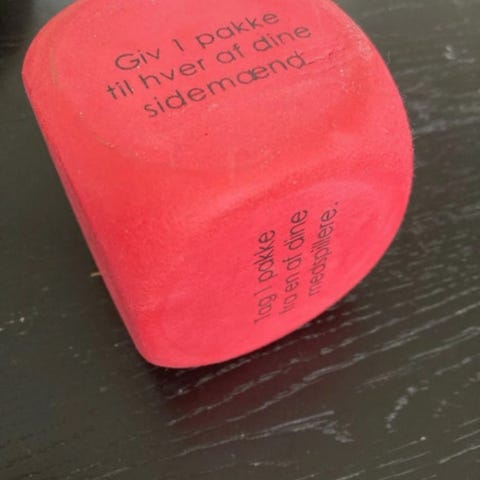 Giv 1 pakke
til hver af dine
sidemænd
Tag 1 pakke
fra en af dine
medspillere.